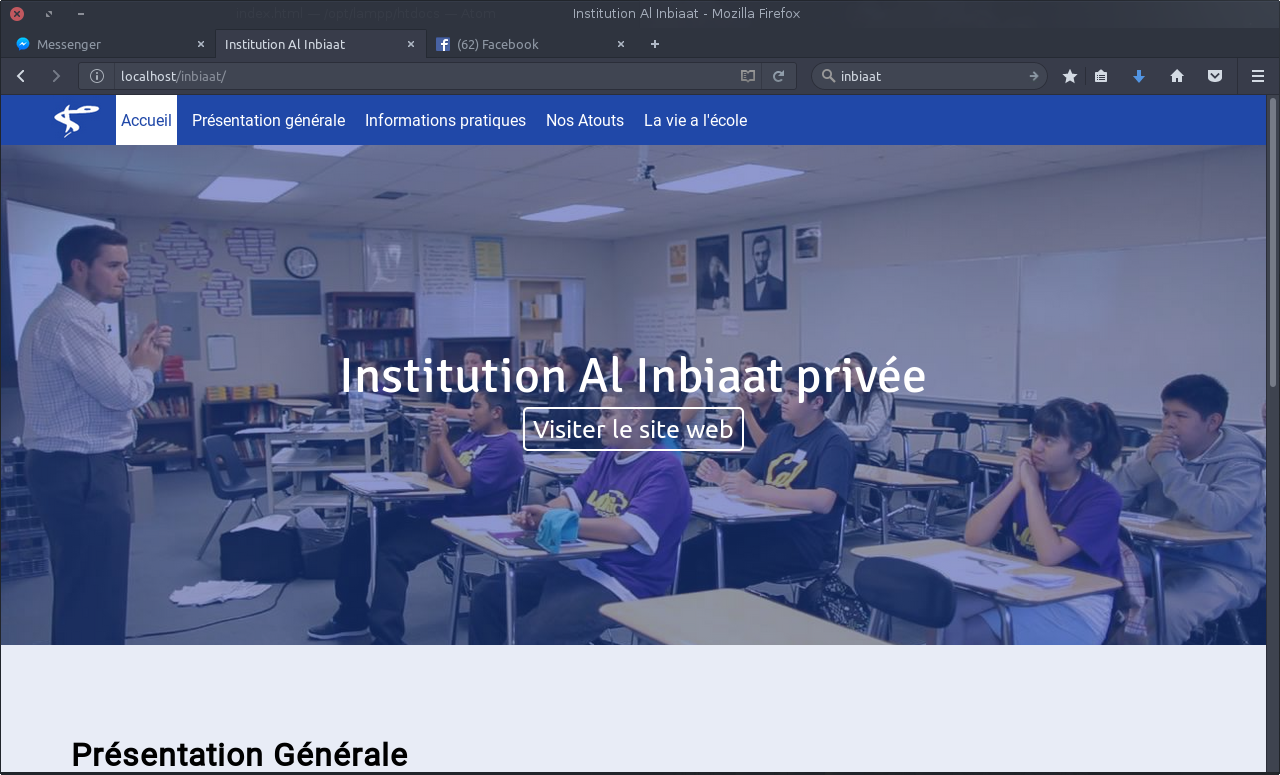 Institution Al Inbiaat - Mozilla Firefox
Messenger
Institution Al Inbiaat
(62) Facebook
localhost/inbiaat/
inbiaat
Accueil
Présentation générale
Informations pratiques
Nos Atouts
La vie a l'école
Institution Al Inbiaat privée
Visiter le site web
Présentation Générale